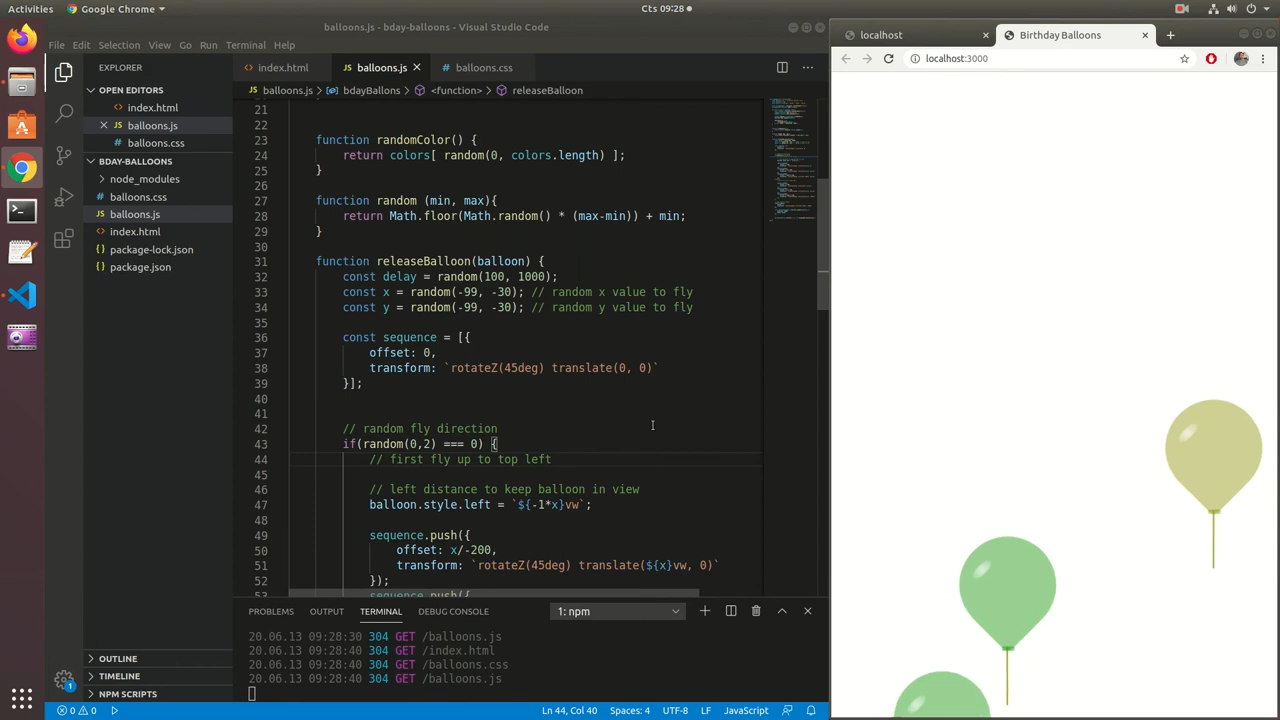 Activities
Google Chrome
Cts 09:28
balloons.js - bday-balloons - Visual Studio Code
File Edit Selection View Go Run Terminal Help
EXPLORER
OPEN EDITORS
index.html
balloons.js
balloons.css
BDAY-BALLOONS
node_modules
balloons.css
balloons.js
index.html
package-lock.json
package.json
OUTLINE
TIMELINE
NPM SCRIPTS
index.html balloons.js balloons.css
balloons.js bdayBallons <function> releaseBalloon
21
22
23 function randomColor() {
24 return colors[ random(0, colors.length) ];
25 }
26
27 function random (min, max){
28 return Math.floor(Math.random() * (max-min)) + min;
29 }
30
31 function releaseBalloon(balloon) {
32 const delay = random(100, 1000);
33 const x = random(-99, -30); // random x value to fly
34 const y = random(-99, -30); // random y value to fly
35
36 const sequence = [{
37 offset: 0,
38 transform: `rotateZ(45deg) translate(0, 0)`
39 }];
40
41
42 // random fly direction
43 if(random(0,2) === 0) {
44 // first fly up to top left
45
46 // left distance to keep balloon in view
47 balloon.style.left = `${-1*x}vw`;
48
49 sequence.push({
50 offset: x/-200,
51 transform: `rotateZ(45deg) translate(${x}vw, 0)`
52 });
53 sequence.push({
PROBLEMS OUTPUT TERMINAL DEBUG CONSOLE 1: npm
20.06.13 09:28:30 304 GET /balloons.js
20.06.13 09:28:40 304 GET /index.html
20.06.13 09:28:40 304 GET /balloons.css
20.06.13 09:28:40 304 GET /balloons.js
1
0 0 Ln 44, Col 40 Spaces: 4 UTF-8 LF JavaScript
localhost Birthday Balloons
localhost:3000